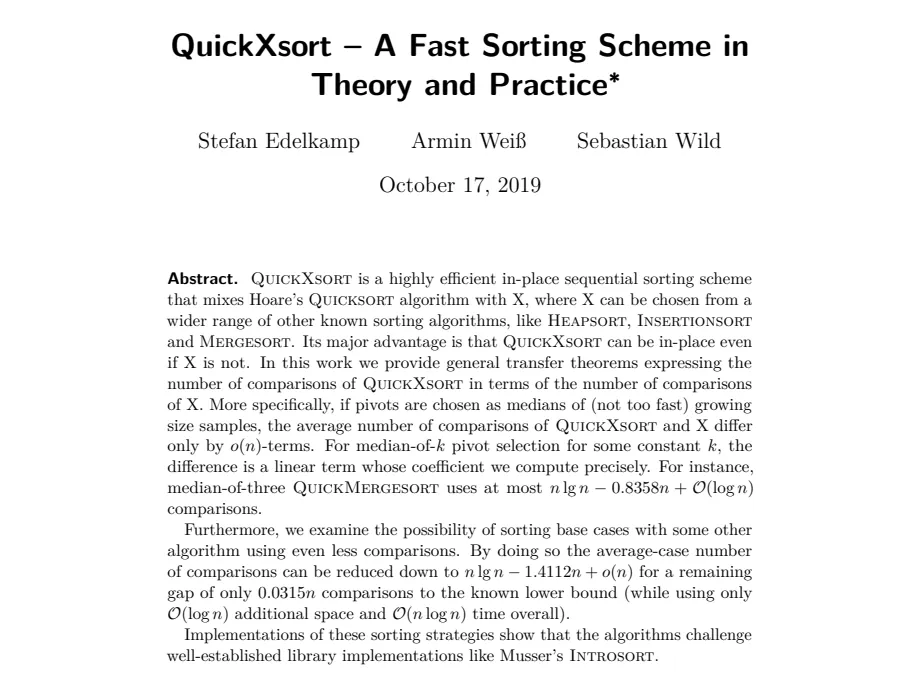 QuickXsort – A Fast Sorting Scheme in
Theory and Practice*
Stefan Edelkamp Armin Weiß Sebastian Wild
October 17, 2019
Abstract. QuickXsort is a highly efficient in-place sequential sorting scheme
that mixes Hoare's Quicksort algorithm with X, where X can be chosen from a
wider range of other known sorting algorithms, like Heapsort, Insertionsort
and Mergesort. Its major advantage is that QuickXsort can be in-place even
if X is not. In this work we provide general transfer theorems expressing the
number of comparisons of QuickXsort in terms of the number of comparisons
of X. More specifically, if pivots are chosen as medians of (not too fast) growing
size samples, the average number of comparisons of QuickXsort and X differ
only by o(n)-terms. For median-of-k pivot selection for some constant k, the
difference is a linear term whose coefficient we compute precisely. For instance,
median-of-three QuickMergesort uses at most n lg n − 0.8358n + O(log n)
comparisons.
Furthermore, we examine the possibility of sorting base cases with some other
algorithm using even less comparisons. By doing so the average-case number
of comparisons can be reduced down to n lg n − 1.4112n + o(n) for a remaining
gap of only 0.0315n comparisons to the known lower bound (while using only
O(log n) additional space and O(n log n) time overall).
Implementations of these sorting strategies show that the algorithms challenge
well-established library implementations like Musser's Introsort.